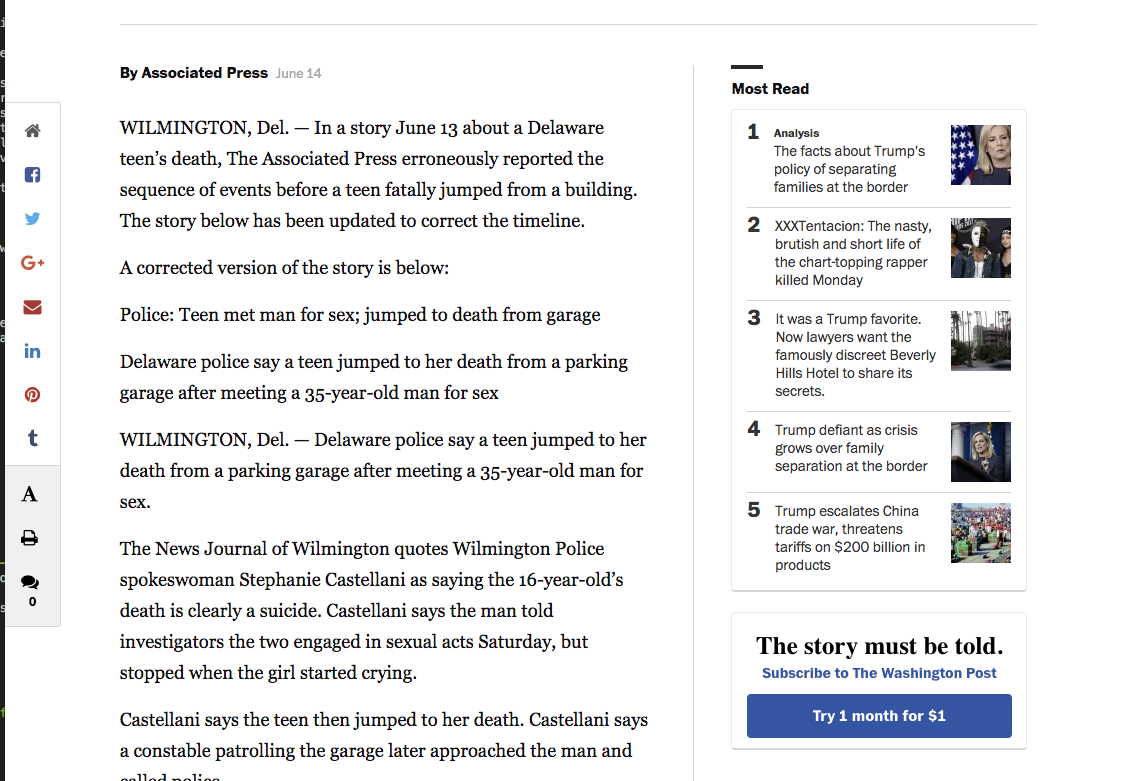 By Associated Press June 14
WILMINGTON, Del. — In a story June 13 about a Delaware
teen’s death, The Associated Press erroneously reported the
sequence of events before a teen fatally jumped from a building.
The story below has been updated to correct the timeline.
A corrected version of the story is below:
Police: Teen met man for sex; jumped to death from garage
Delaware police say a teen jumped to her death from a parking
garage after meeting a 35-year-old man for sex
WILMINGTON, Del. — Delaware police say a teen jumped to her
death from a parking garage after meeting a 35-year-old man for
sex.
The News Journal of Wilmington quotes Wilmington Police
spokeswoman Stephanie Castellani as saying the 16-year-old’s
death is clearly a suicide. Castellani says the man told
investigators the two engaged in sexual acts Saturday, but
stopped when the girl started crying.
Castellani says the teen then jumped to her death. Castellani says
a constable patrolling the garage later approached the man and
called police.
G+
in
t
A
0
Most Read
1 Analysis
The facts about Trump's
policy of separating
families at the border
2 XXXTentacion: The nasty,
brutish and short life of
the chart-topping rapper
killed Monday
3 It was a Trump favorite.
Now lawyers want the
famously discreet Beverly
Hills Hotel to share its
secrets.
4 Trump defiant as crisis
grows over family
separation at the border
5 Trump escalates China
trade war, threatens
tariffs on $200 billion in
products
The story must be told.
Subscribe to The Washington Post
Try 1 month for $1